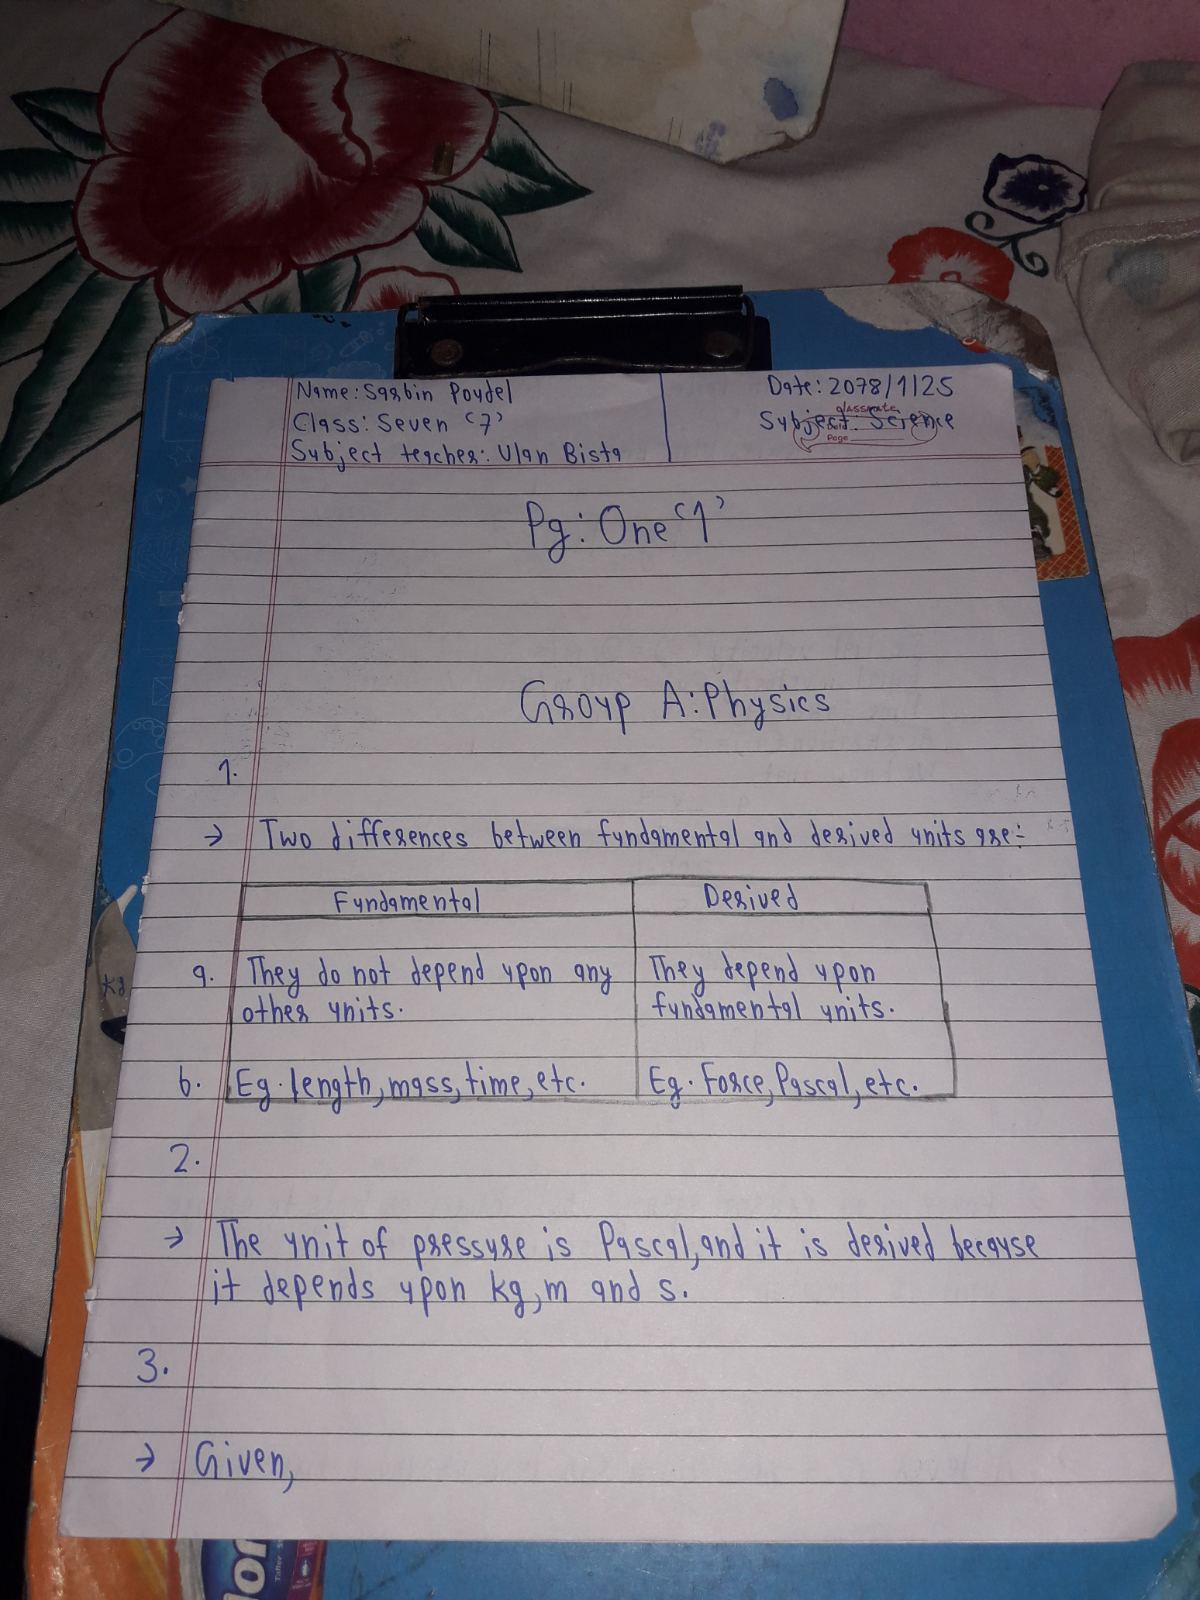 Name: Sarbin Poudel
Date: 2078/1/25
Class: Seven '7'
Subject: Science
classmate
Page
Subject teacher: Ulan Bista
Pg: One '1'
Group A: Physics
1.
→ Two differences between fundamental and derived units are:-
Fundamental Derived
a. They do not depend upon any They depend upon
other units. fundamental units.
b. Eg. length, mass, time, etc. Eg. Force, Pascal, etc.
2.
→ The unit of pressure is Pascal, and it is derived because
it depends upon kg, m and s.
3.
→ Given,
kg